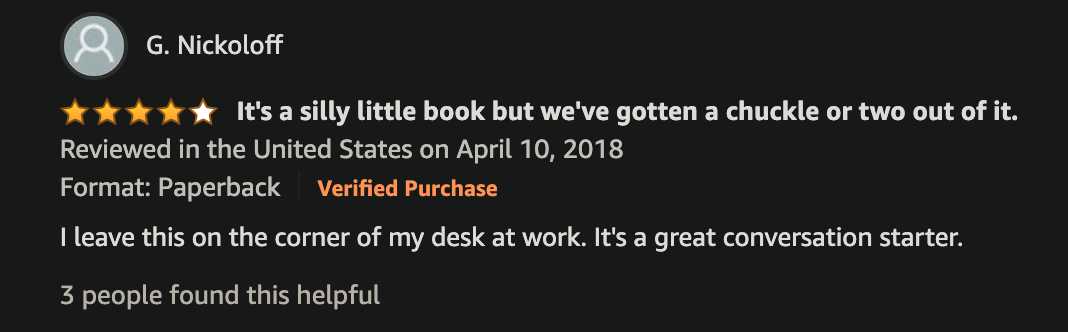 G. Nickoloff
It's a silly little book but we've gotten a chuckle or two out of it.
Reviewed in the United States on April 10, 2018
Format: Paperback Verified Purchase
I leave this on the corner of my desk at work. It's a great conversation starter.
3 people found this helpful